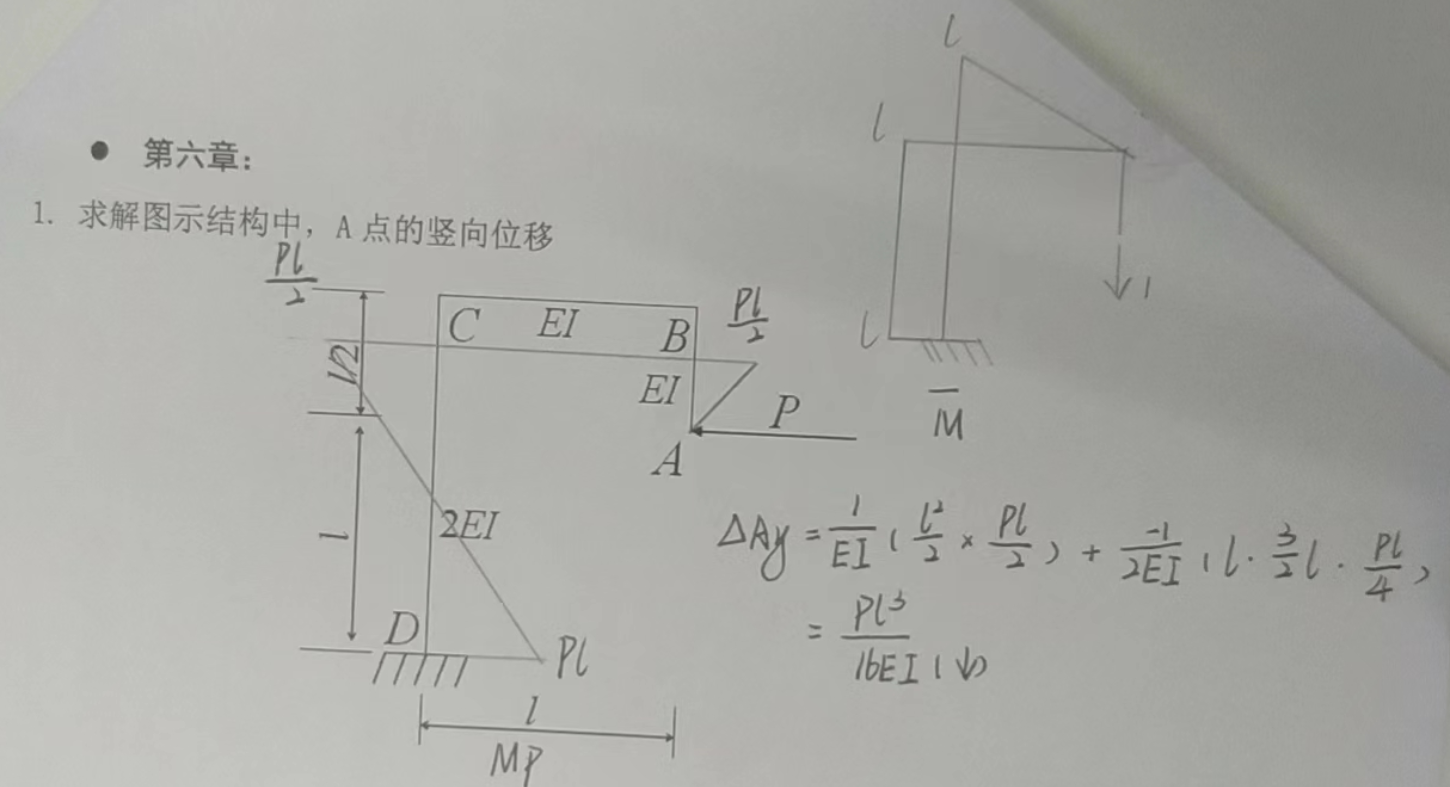 ● 第六章:
1. 求解图示结构中，A 点的竖向位移
l
l
l
1
M̅
Pl/2
Pl/2
C EI B
l/2
EI
P
A
2EI
l
D
Pl
l
MP
ΔAy = 1/EI ( l²/2 × Pl/2 ) + -1/2EI ( l · 3/2 l · Pl/4 )
= Pl³/16EI (↓)